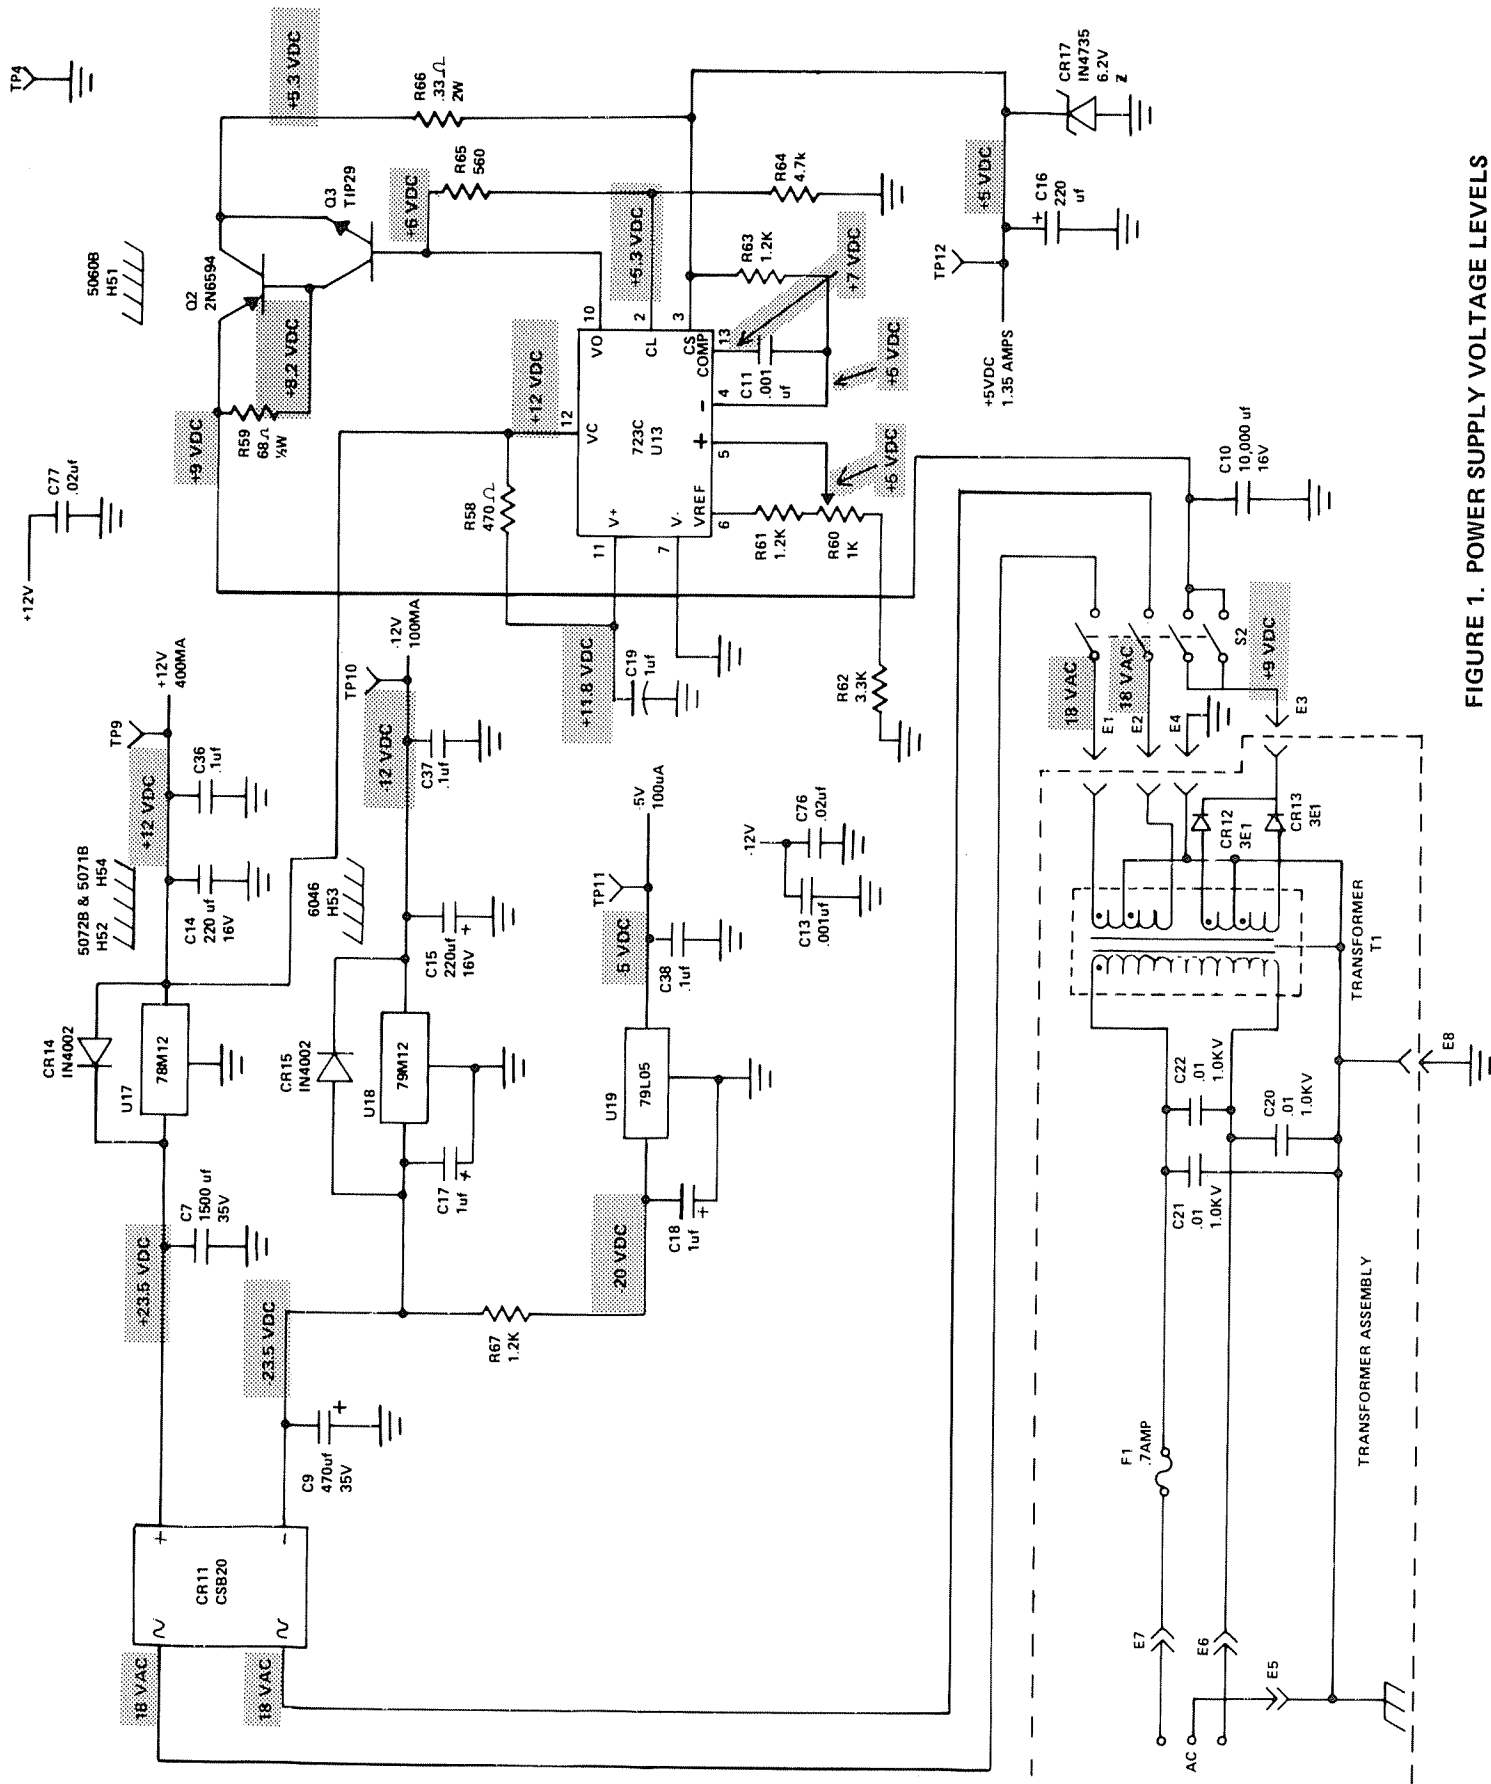 TP4
+5.3 VDC
R66
.33 Ω
2W
CR17
IN4735
6.2V
Z
5060B
H51
Q2
2N6594
Q3
TIP29
+6 VDC
R65
560
R64
4.7k
+5 VDC
C16
220
uf
+
+8.2 VDC
+5.3 VDC
R63
1.2K
+7 VDC
TP12
+9 VDC
R59
68Ω
½W
+12 VDC
10
2
3
12
VO
CL
CS
COMP
13
VC
723C
U13
C11
.001
uf
4
-
+
5
+5 VDC
+5VDC
1.35 AMPS
C77
.02uf
+12V
R58
470 Ω
V+
V-
VREF
11
7
6
R61
1.2K
R60
1K
+5 VDC
C10
10,000 uf
16V
+12V
400MA
TP9
+12 VDC
C36
.1uf
-12V
100MA
TP10
-12 VDC
C37
.1uf
+11.8 VDC
C19
1uf
R62
3.3K
18 VAC
18 VAC
S2
+9 VDC
E1
E2
E4
E3
5072B & 5071B
H52
H54
C14
220 uf
16V
6046
H53
C15
220uf
16V
+
-5V
100uA
TP11
-5 VDC
C38
.1uf
-12V
C76
.02uf
C13
.001uf
CR12
3E1
CR13
3E1
TRANSFORMER
T1
CR14
IN4002
U17
78M12
CR15
IN4002
U18
79M12
U19
79L05
C22
.01
1.0KV
C20
.01
1.0KV
E8
C7
1500 uf
35V
+23.5 VDC
C17
1uf
+
C18
1uf
+
-20 VDC
C21
.01
1.0KV
-23.5 VDC
R67
1.2K
C9
470uf
35V
+
F1
.7AMP
TRANSFORMER ASSEMBLY
CR11
CSB20
+
-
18 VAC
18 VAC
E7
E6
E5
AC
FIGURE 1. POWER SUPPLY VOLTAGE LEVELS